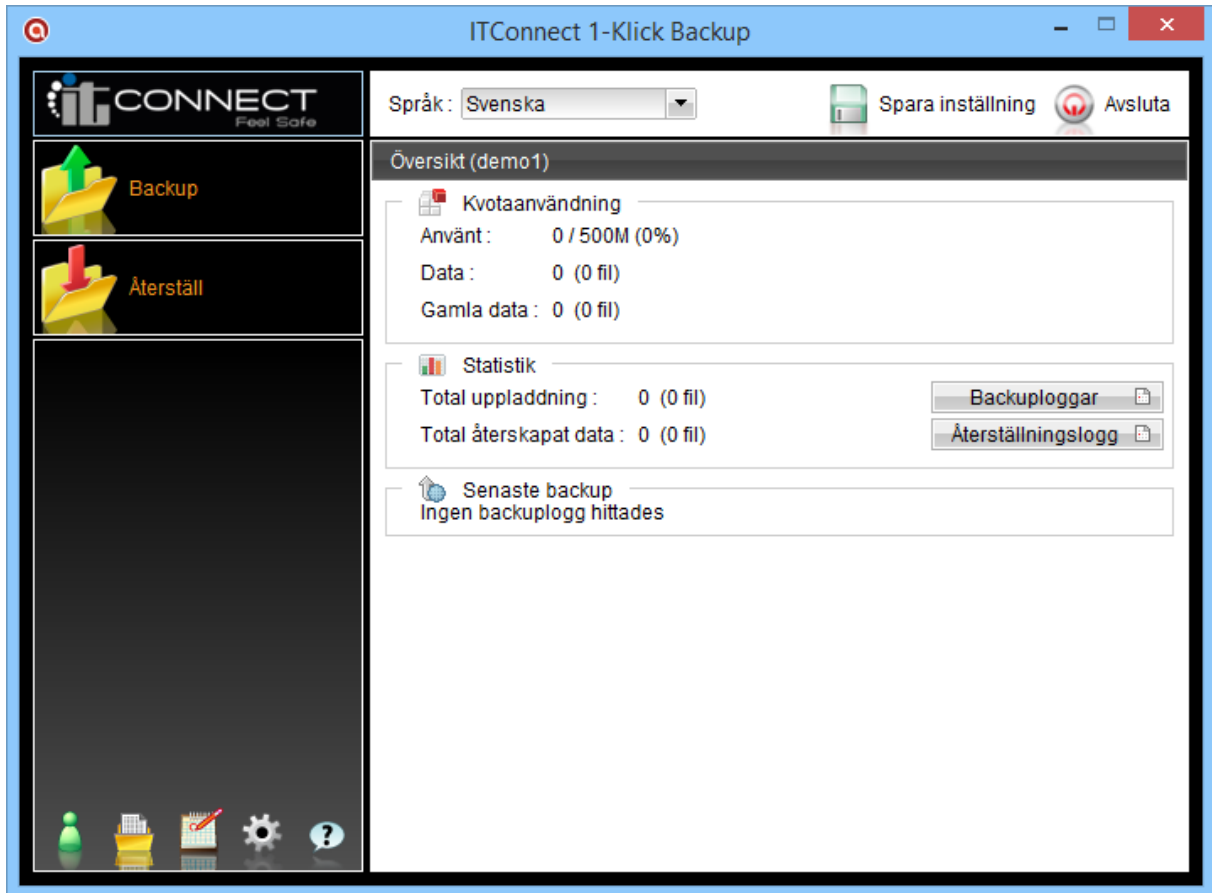 ITConnect 1-Klick Backup
itCONNECT
Feel Safe
Språk : Svenska
Spara inställning
Avsluta
Backup
Återställ
Översikt (demo1)
Kvotaanvändning
Använt : 0 / 500M (0%)
Data : 0 (0 fil)
Gamla data : 0 (0 fil)
Statistik
Total uppladdning : 0 (0 fil)
Backuploggar
Total återskapat data : 0 (0 fil)
Återställningslogg
Senaste backup
Ingen backuplogg hittades
?